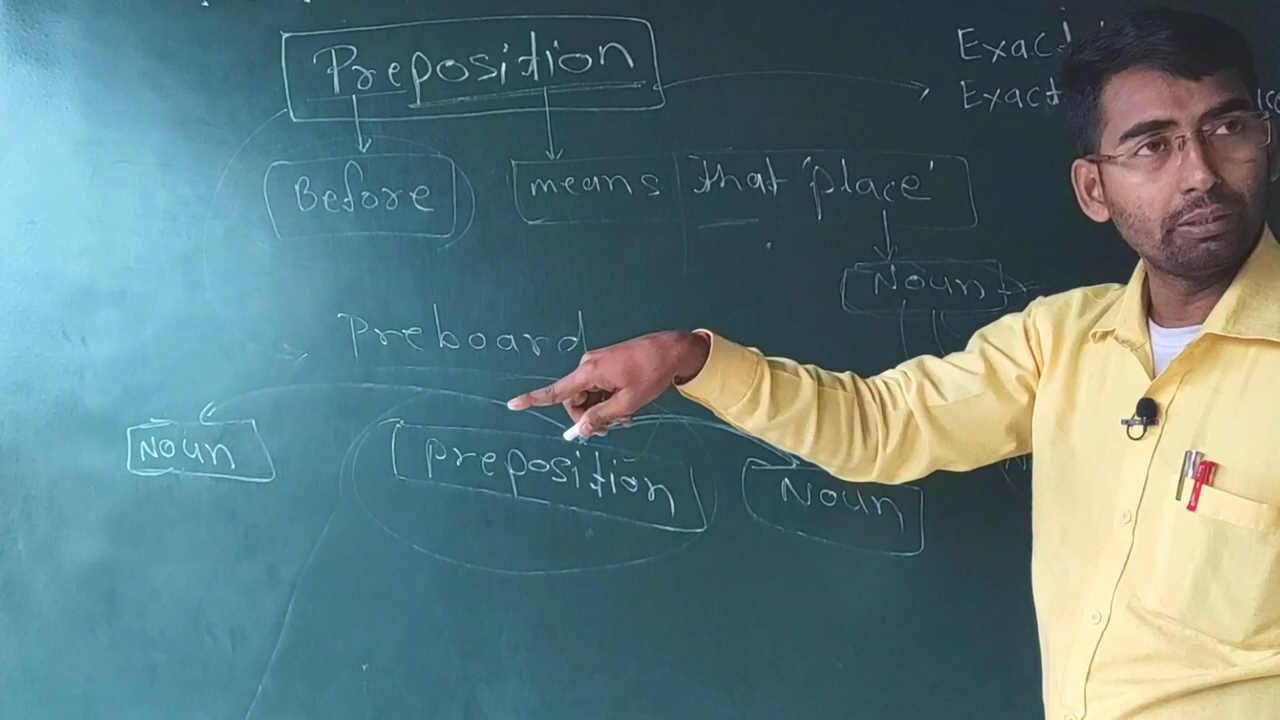 Preposition
Exact
Exact
Before
means that 'place'
Noun
Preboard
Noun
preposition
Noun